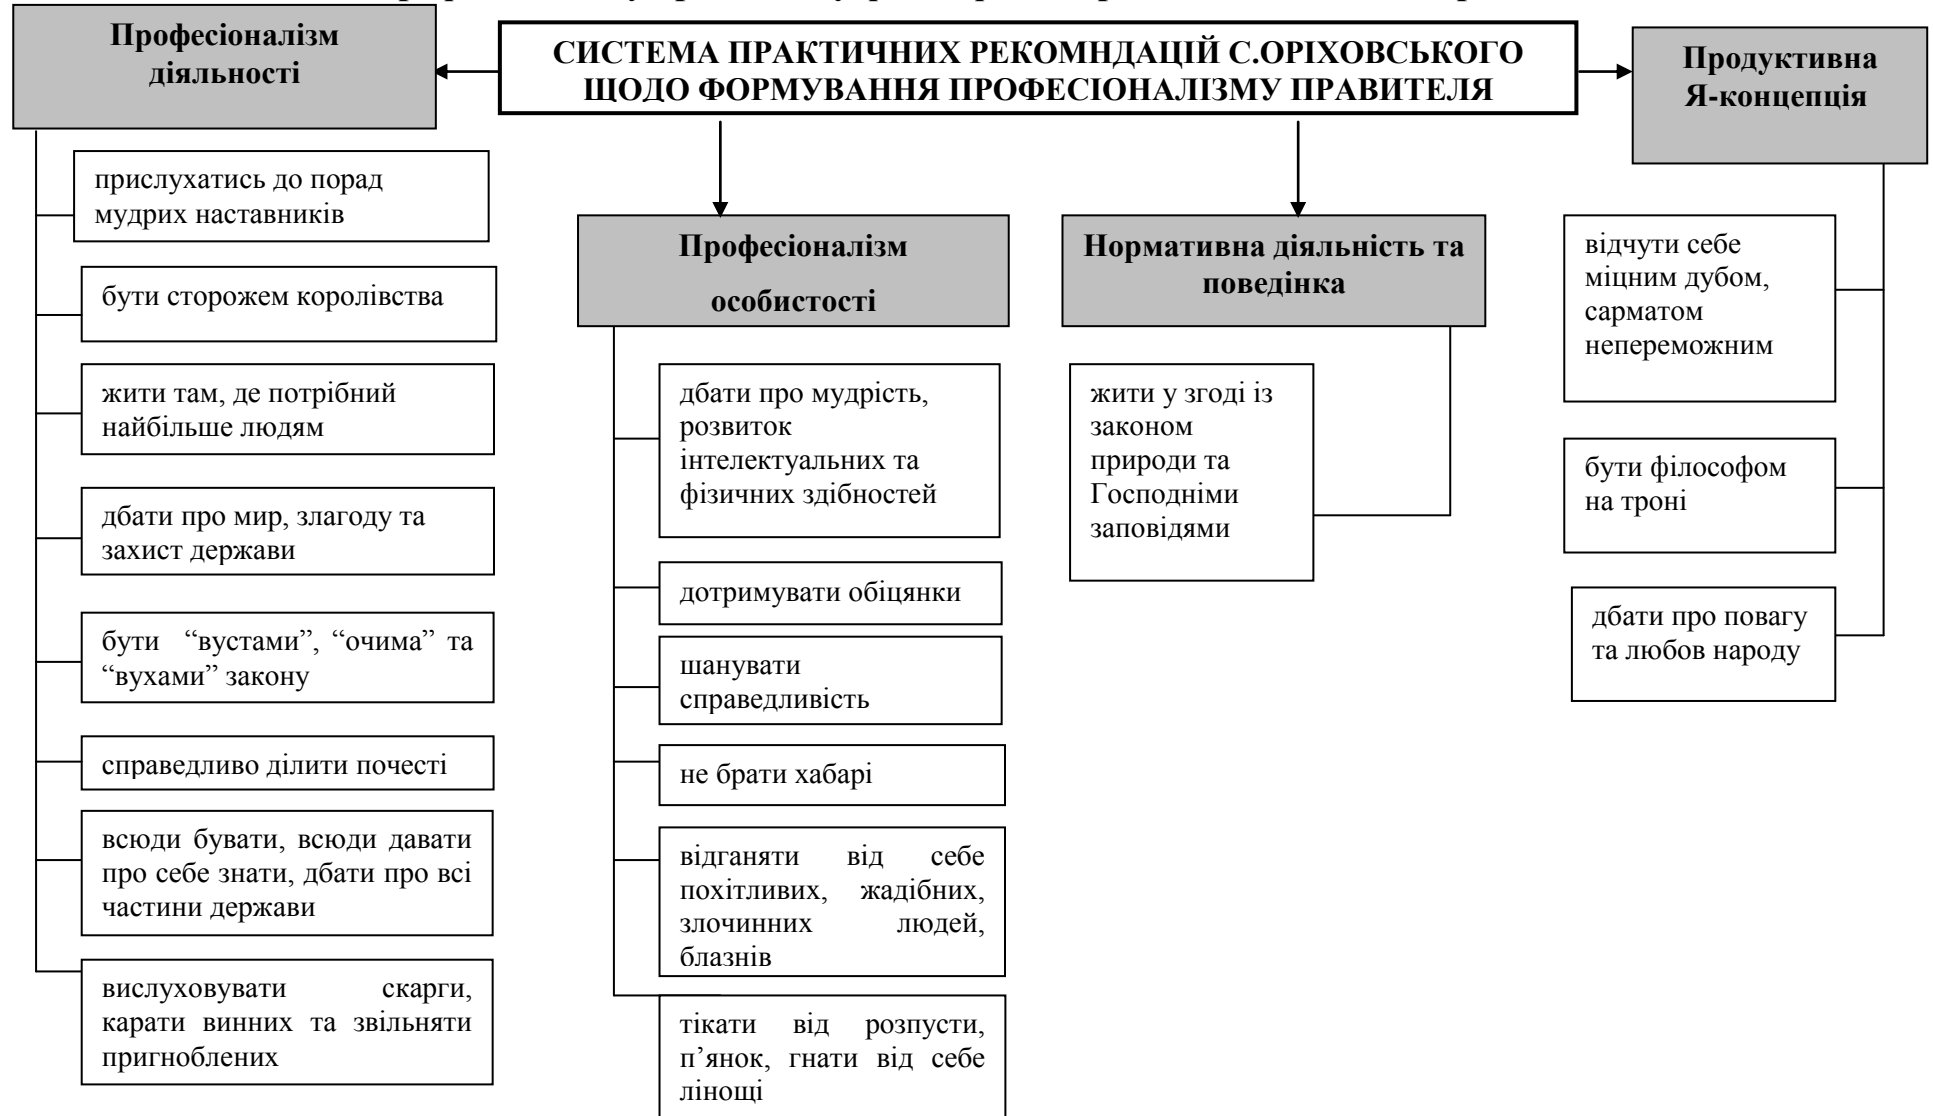 СИСТЕМА ПРАКТИЧНИХ РЕКОМНДАЦІЙ С.ОРІХОВСЬКОГО
ЩОДО ФОРМУВАННЯ ПРОФЕСІОНАЛІЗМУ ПРАВИТЕЛЯ
Професіоналізм
діяльності
прислухатись до порад
мудрих наставників
бути сторожем королівства
жити там, де потрібний
найбільше людям
дбати про мир, злагоду та
захист держави
бути “вустами”, “очима” та
“вухами” закону
справедливо ділити почесті
всюди бувати, всюди давати
про себе знати, дбати про всі
частини держави
вислуховувати скарги,
карати винних та звільняти
пригноблених
Професіоналізм
особистості
дбати про мудрість,
розвиток
інтелектуальних та
фізичних здібностей
дотримувати обіцянки
шанувати
справедливість
не брати хабарі
відганяти від себе
похітливих, жадібних,
злочинних людей,
блазнів
тікати від розпусти,
п’янок, гнати від себе
лінощі
Нормативна діяльність та
поведінка
жити у згоді із
законом
природи та
Господніми
заповідями
Продуктивна
Я-концепція
відчути себе
міцним дубом,
сарматом
непереможним
бути філософом
на троні
дбати про повагу
та любов народу